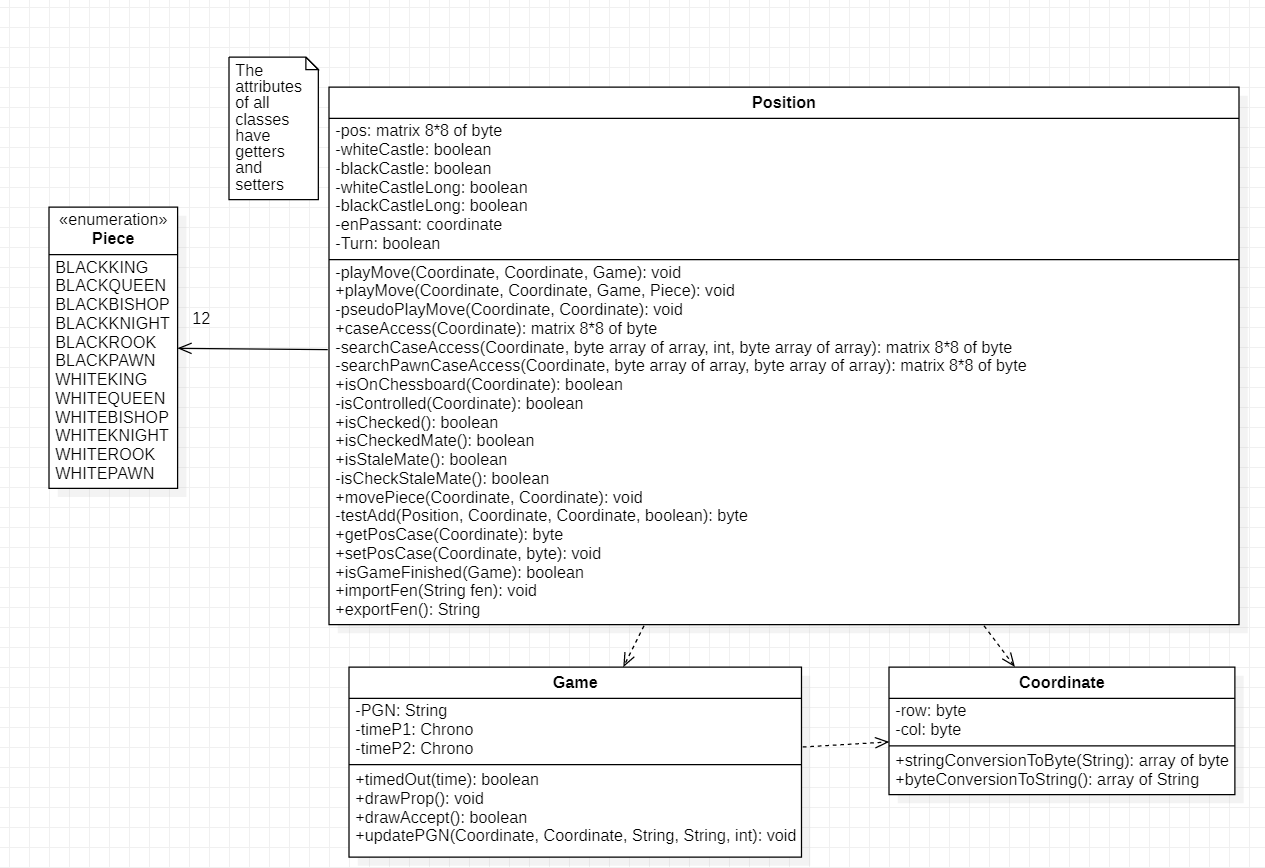 The
attributes
of all
classes
have
getters
and
setters
Position
-pos: matrix 8*8 of byte
-whiteCastle: boolean
-blackCastle: boolean
-whiteCastleLong: boolean
-blackCastleLong: boolean
-enPassant: coordinate
-Turn: boolean
-playMove(Coordinate, Coordinate, Game): void
+playMove(Coordinate, Coordinate, Game, Piece): void
-pseudoPlayMove(Coordinate, Coordinate): void
+caseAccess(Coordinate): matrix 8*8 of byte
-searchCaseAccess(Coordinate, byte array of array, int, byte array of array): matrix 8*8 of byte
-searchPawnCaseAccess(Coordinate, byte array of array, byte array of array): matrix 8*8 of byte
+isOnChessboard(Coordinate): boolean
-isControlled(Coordinate): boolean
+isChecked(): boolean
+isCheckedMate(): boolean
+isStaleMate(): boolean
-isCheckStaleMate(): boolean
+movePiece(Coordinate, Coordinate): void
-testAdd(Position, Coordinate, Coordinate, boolean): byte
+getPosCase(Coordinate): byte
+setPosCase(Coordinate, byte): void
+isGameFinished(Game): boolean
+importFen(String fen): void
+exportFen(): String
«enumeration»
Piece
BLACKKING
BLACKQUEEN
BLACKBISHOP
BLACKKNIGHT
BLACKROOK
BLACKPAWN
WHITEKING
WHITEQUEEN
WHITEBISHOP
WHITEKNIGHT
WHITEROOK
WHITEPAWN
12
Game
-PGN: String
-timeP1: Chrono
-timeP2: Chrono
+timedOut(time): boolean
+drawProp(): void
+drawAccept(): boolean
+updatePGN(Coordinate, Coordinate, String, String, int): void
Coordinate
-row: byte
-col: byte
+stringConversionToByte(String): array of byte
+byteConversionToString(): array of String